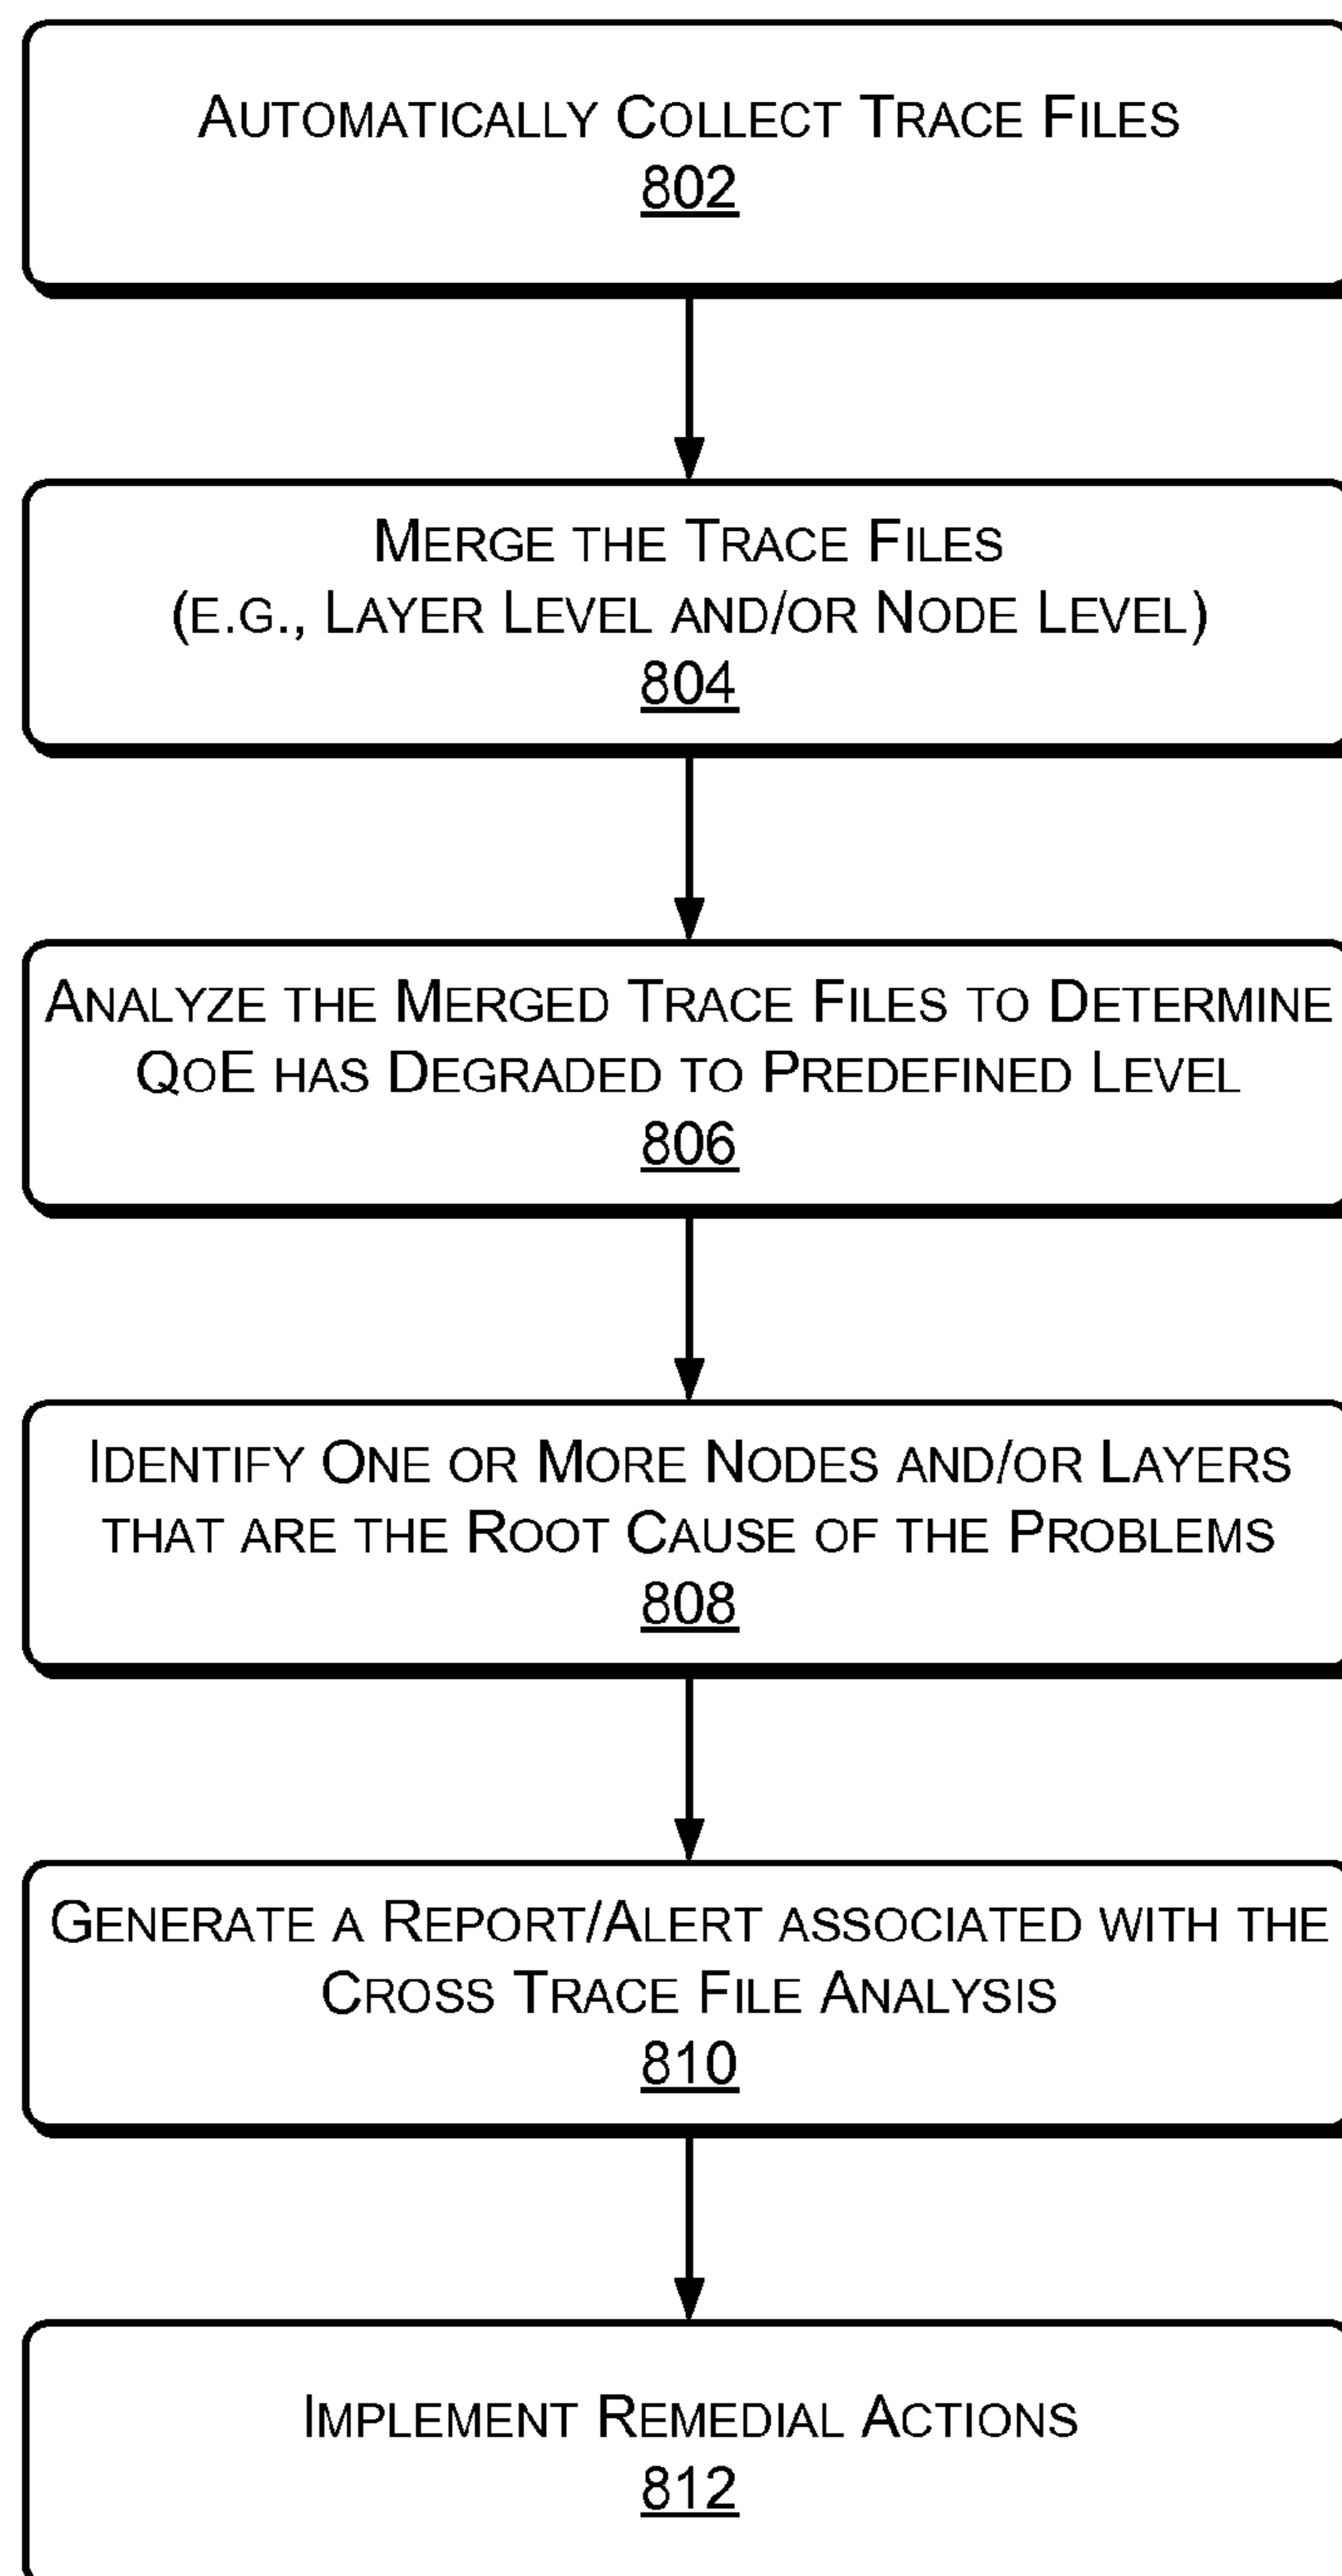 AUTOMATICALLY COLLECT TRACE FILES
802
MERGE THE TRACE FILES
(E.G., LAYER LEVEL AND/OR NODE LEVEL)
804
ANALYZE THE MERGED TRACE FILES TO DETERMINE
QOE HAS DEGRADED TO PREDEFINED LEVEL
806
IDENTIFY ONE OR MORE NODES AND/OR LAYERS
THAT ARE THE ROOT CAUSE OF THE PROBLEMS
808
GENERATE A REPORT/ALERT ASSOCIATED WITH THE
CROSS TRACE FILE ANALYSIS
810
IMPLEMENT REMEDIAL ACTIONS
812